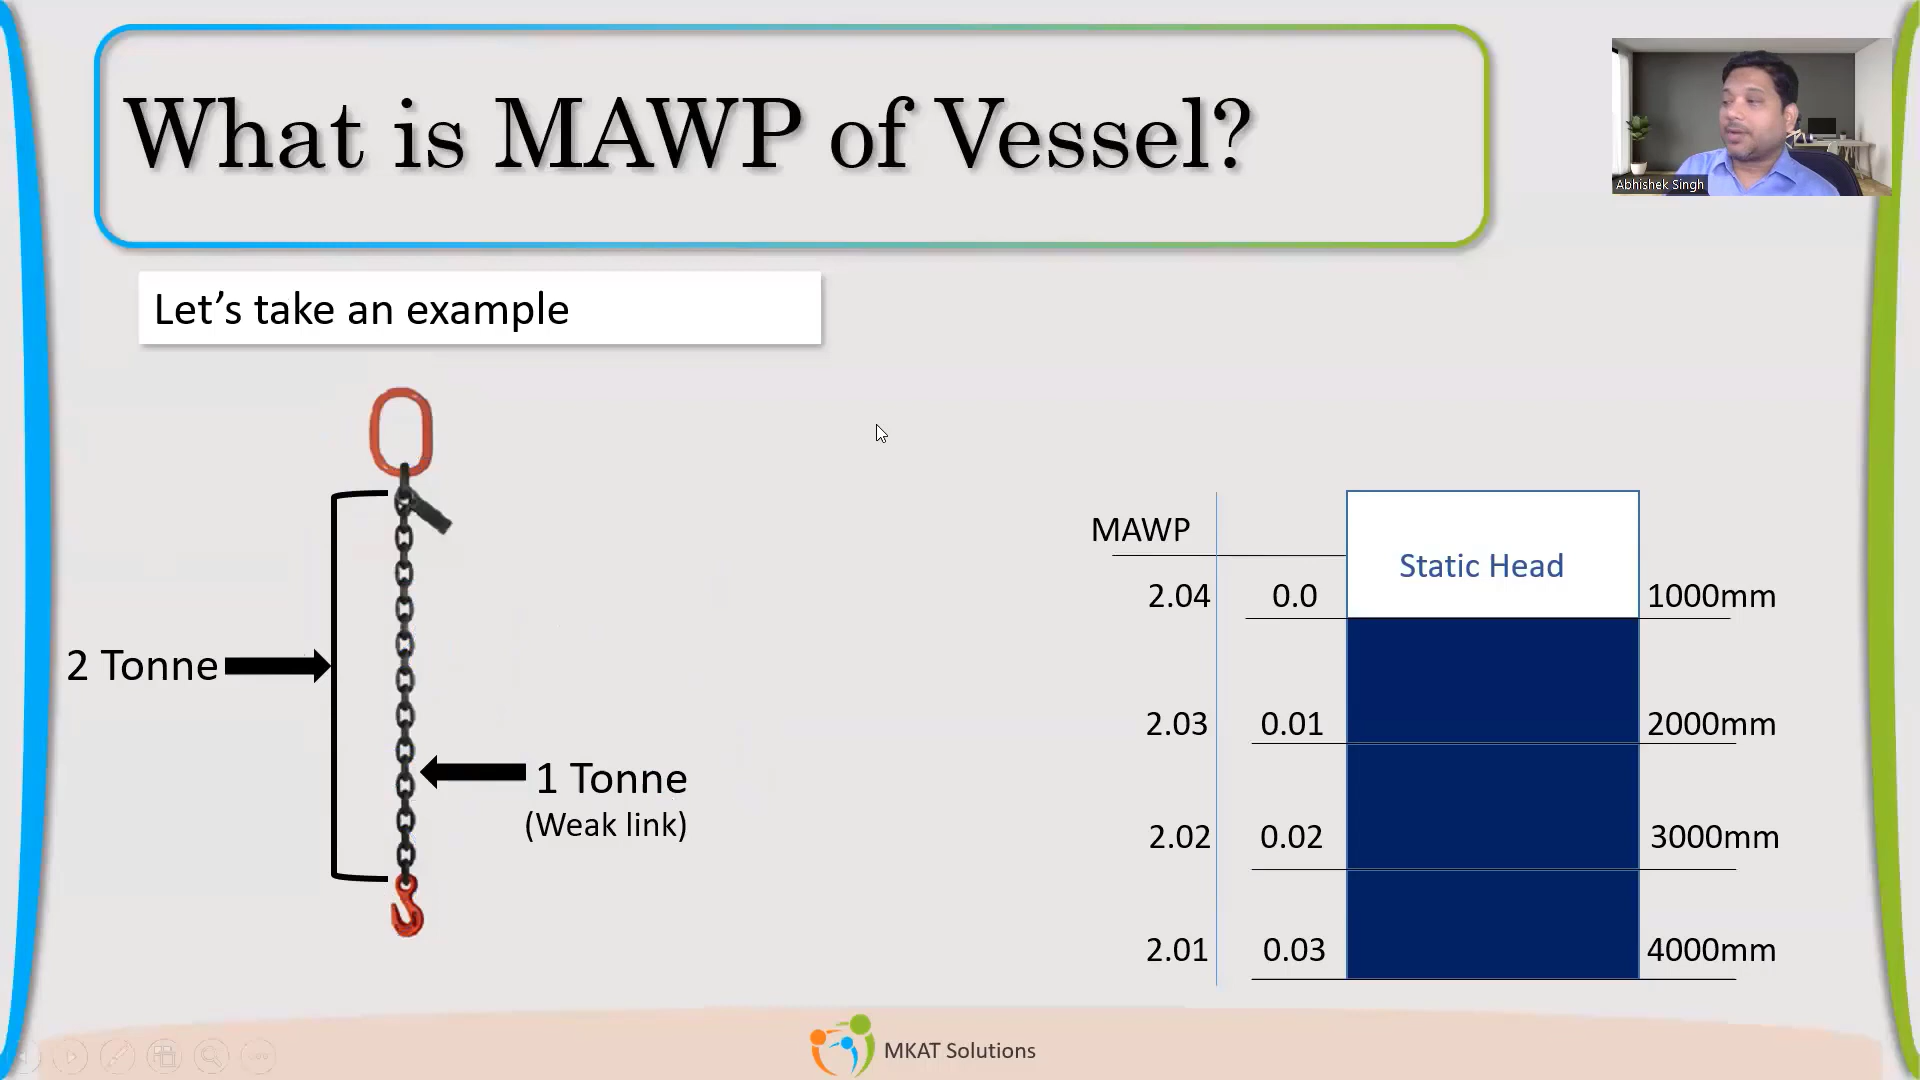 What is MAWP of Vessel?
Abhishek Singh
Let’s take an example
2 Tonne
1 Tonne
(Weak link)
MAWP
Static Head
2.04 0.0 1000mm
2.03 0.01 2000mm
2.02 0.02 3000mm
2.01 0.03 4000mm
MKAT Solutions